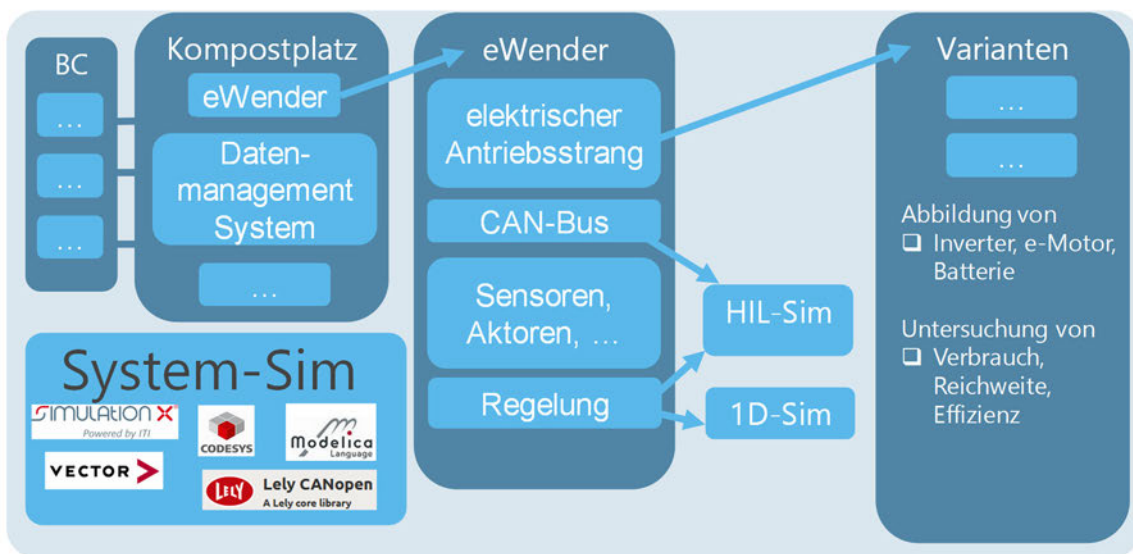 BC
...
...
...
Kompostplatz
eWender
Daten-
management
System
...
eWender
elektrischer
Antriebsstrang
CAN-Bus
Sensoren,
Aktoren, ...
Regelung
HIL-Sim
1D-Sim
Varianten
...
...
Abbildung von
❑ Inverter, e-Motor,
Batterie
Untersuchung von
❑ Verbrauch,
Reichweite,
Effizienz
System-Sim
SIMULATION X®
Powered by ITI
CODESYS
Modelica
Language
VECTOR
LELY
Lely CANopen
A Lely core library